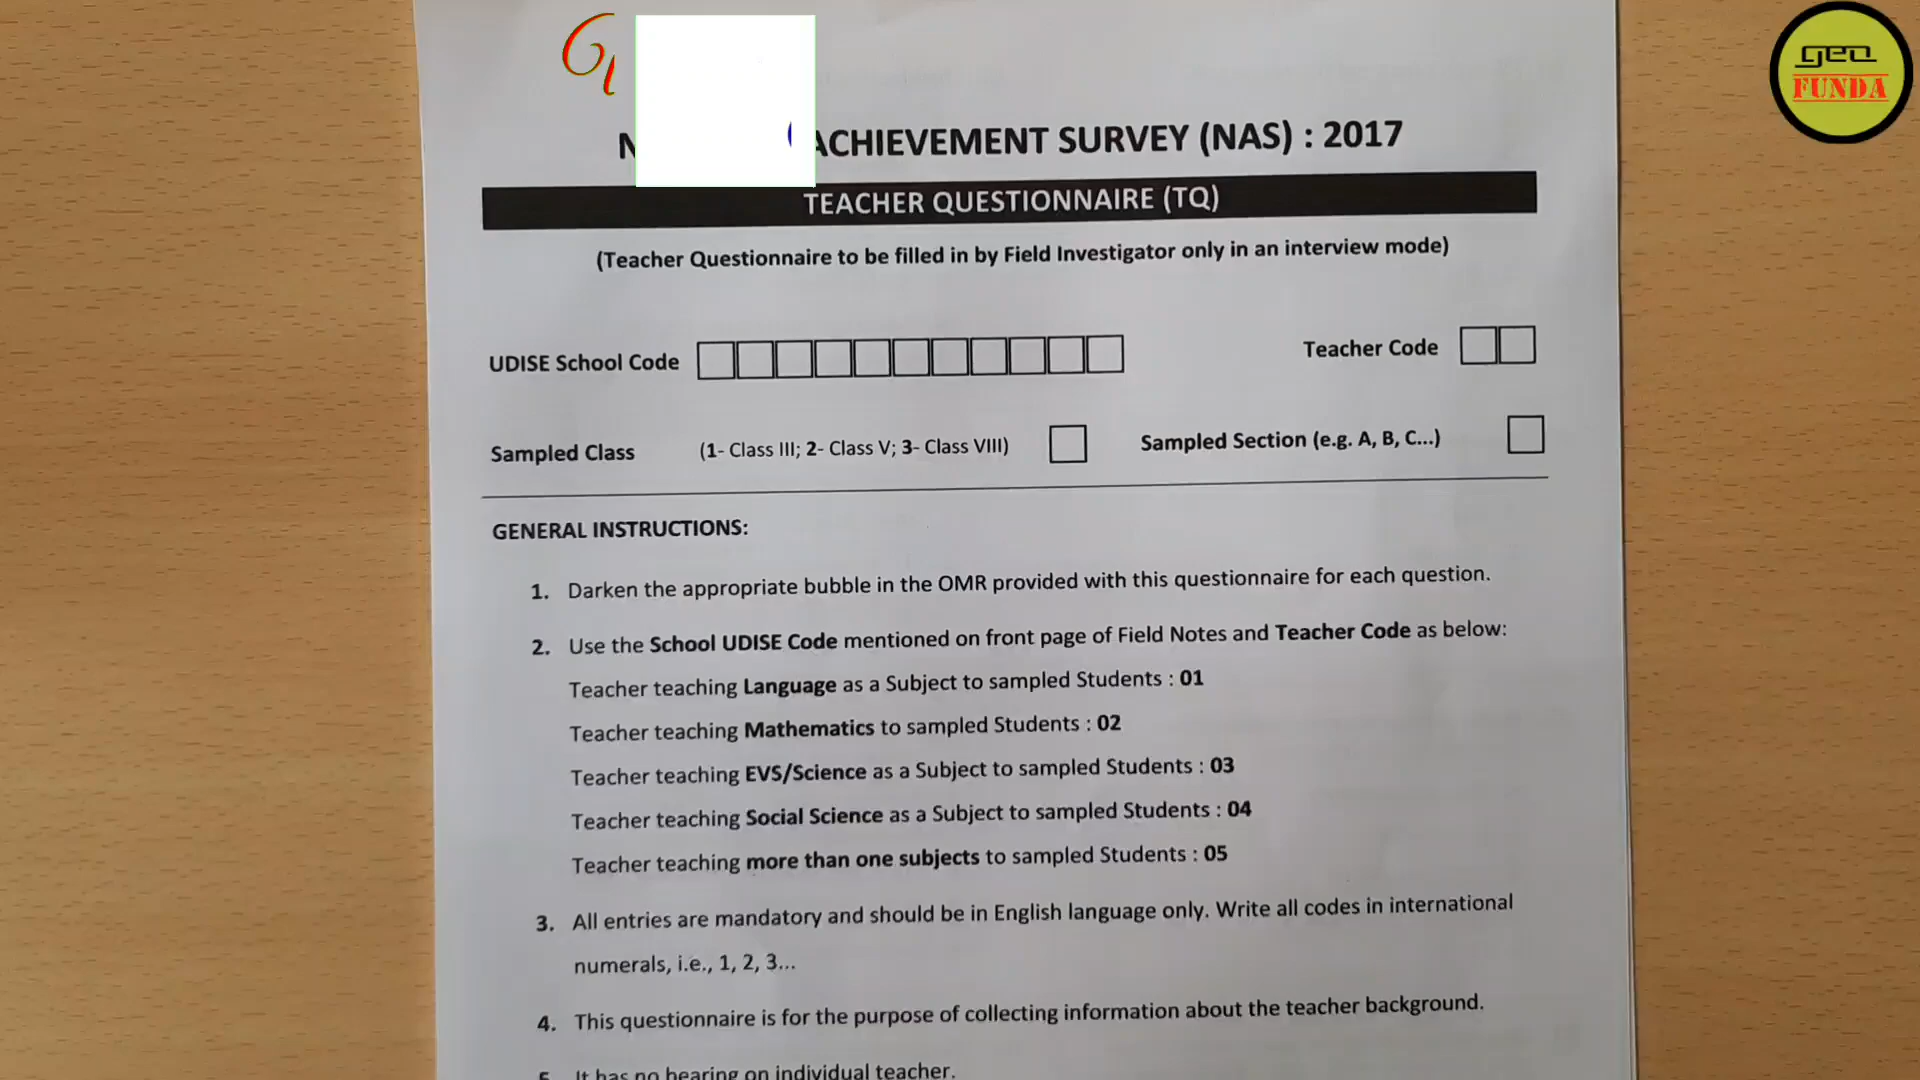 geo
FUNDA
ACHIEVEMENT SURVEY (NAS) : 2017
TEACHER QUESTIONNAIRE (TQ)
(Teacher Questionnaire to be filled in by Field Investigator only in an interview mode)
UDISE School Code Teacher Code
Sampled Class (1- Class III; 2- Class V; 3- Class VIII) Sampled Section (e.g. A, B, C...)
GENERAL INSTRUCTIONS:
1. Darken the appropriate bubble in the OMR provided with this questionnaire for each question.
2. Use the School UDISE Code mentioned on front page of Field Notes and Teacher Code as below:
Teacher teaching Language as a Subject to sampled Students : 01
Teacher teaching Mathematics to sampled Students : 02
Teacher teaching EVS/Science as a Subject to sampled Students : 03
Teacher teaching Social Science as a Subject to sampled Students : 04
Teacher teaching more than one subjects to sampled Students : 05
3. All entries are mandatory and should be in English language only. Write all codes in international
numerals, i.e., 1, 2, 3...
4. This questionnaire is for the purpose of collecting information about the teacher background.
5. It has no bearing on individual teacher.